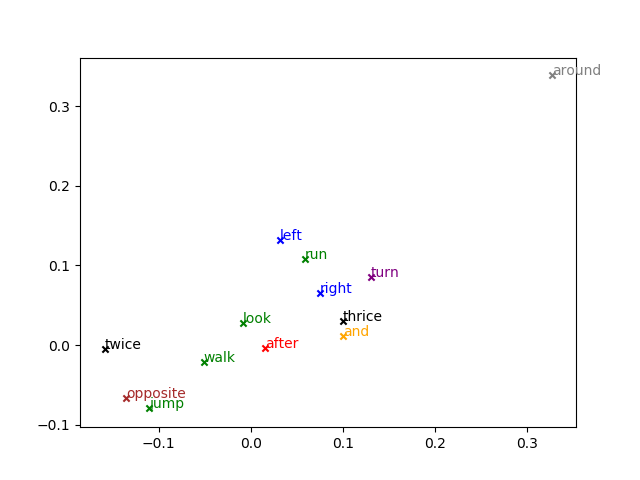 around
0.3
0.2
left
run
0.1
turn
right
look
thrice
and
twice
after
0.0
walk
opposite
jump
−0.1
−0.1
0.0
0.1
0.2
0.3